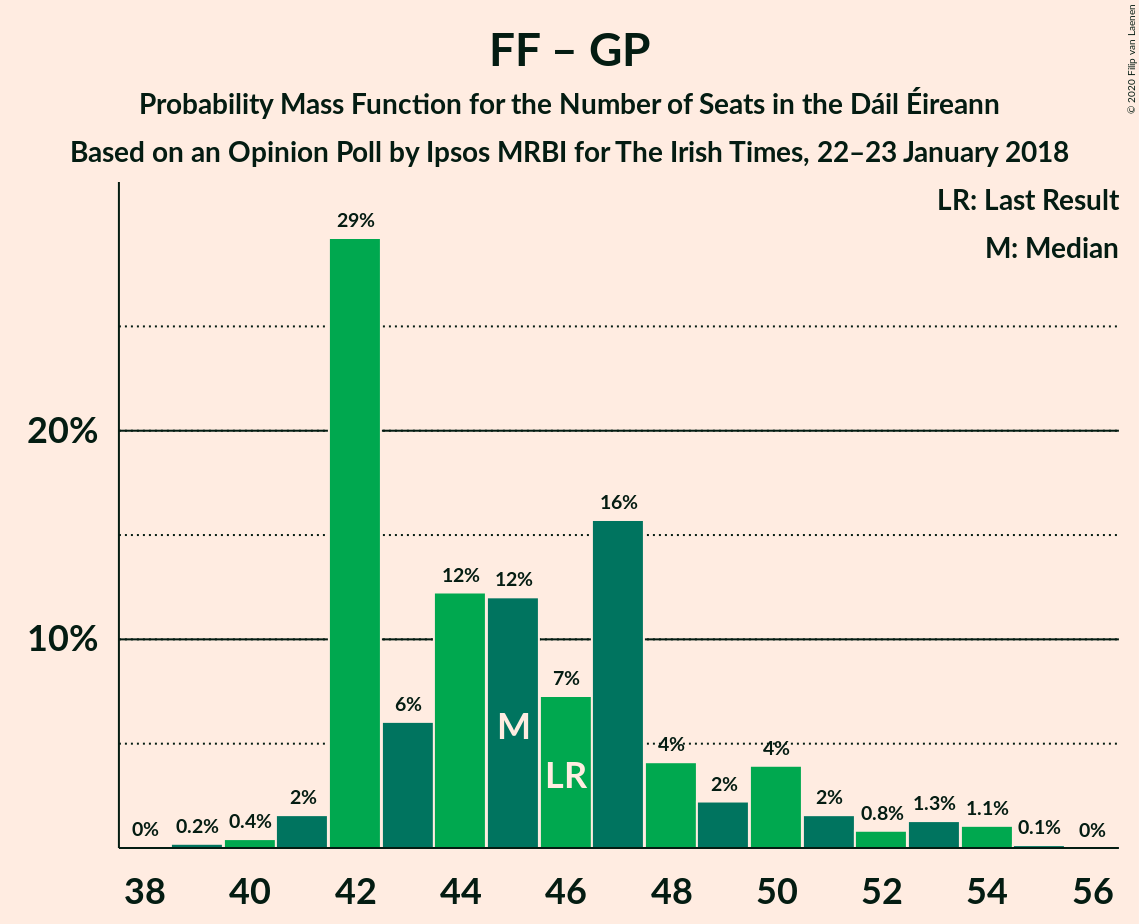 FF – GP
Probability Mass Function for the Number of Seats in the Dáil Éireann
Based on an Opinion Poll by Ipsos MRBI for The Irish Times, 22–23 January 2018
© 2020 Filip van Laenen
LR: Last Result
M: Median
20%
10%
0% 0.2% 0.4% 2% 29% 6% 12% 12% 7% 16% 4% 2% 4% 2% 0.8% 1.3% 1.1% 0.1% 0%
M
LR
38 40 42 44 46 48 50 52 54 56